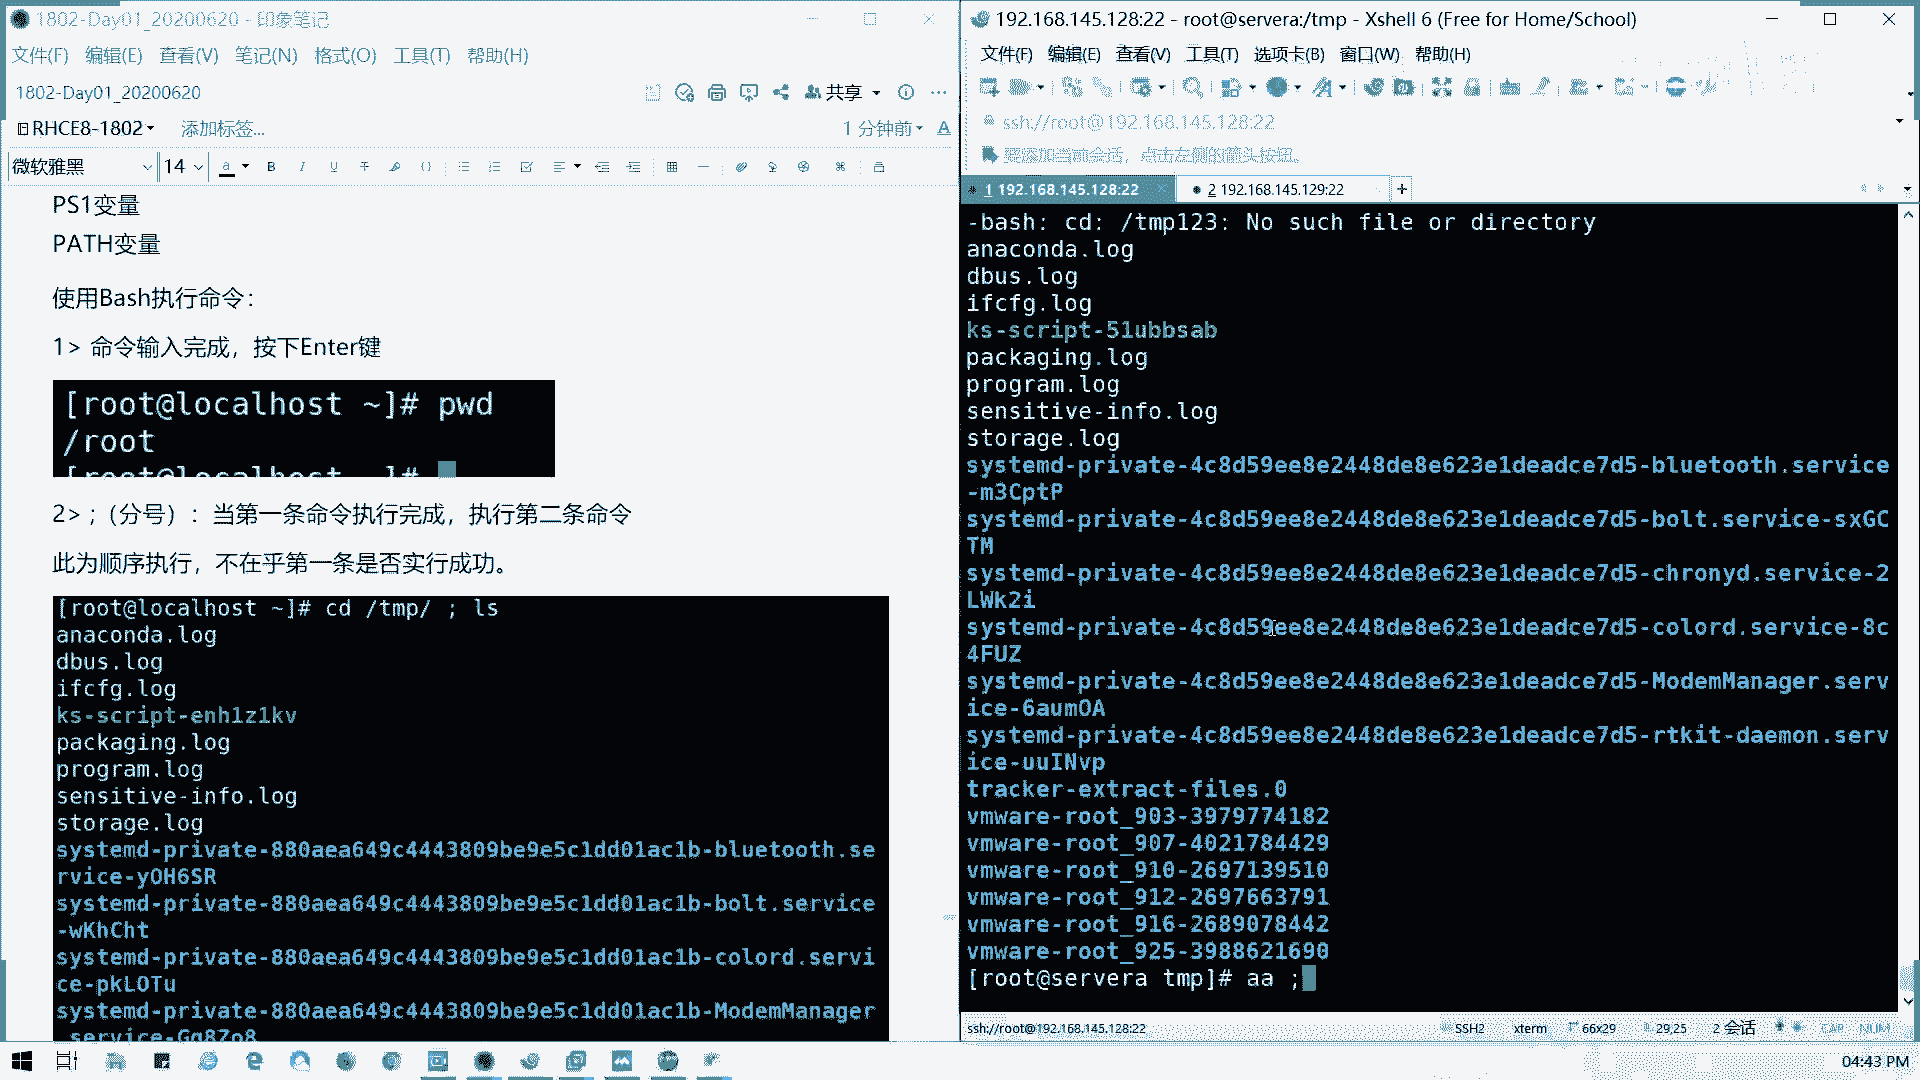 1802-Day01_20200620 - 印象笔记
文件(F) 编辑(E) 查看(V) 笔记(N) 格式(O) 工具(T) 帮助(H)
1802-Day01_20200620
共享
RHCE8-1802
添加标签...
1 分钟前
微软雅黑 14
PS1变量
PATH变量
使用Bash执行命令：
1> 命令输入完成，按下Enter键
[root@localhost ~]# pwd
/root
[root@localhost ~]#
2> ；(分号) ：当第一条命令执行完成，执行第二条命令
此为顺序执行，不在乎第一条是否实行成功。
[root@localhost ~]# cd /tmp/ ; ls
anaconda.log
dbus.log
ifcfg.log
ks-script-enh1z1kv
packaging.log
program.log
sensitive-info.log
storage.log
systemd-private-880aea649c4443809be9e5c1dd01ac1b-bluetooth.se
rvice-yOH6SR
systemd-private-880aea649c4443809be9e5c1dd01ac1b-bolt.service
-wKhCht
systemd-private-880aea649c4443809be9e5c1dd01ac1b-colord.servi
ce-pkLOTu
systemd-private-880aea649c4443809be9e5c1dd01ac1b-ModemManager
.service-Gq8Zo8
192.168.145.128:22 - root@servera:/tmp - Xshell 6 (Free for Home/School)
文件(F) 编辑(E) 查看(V) 工具(T) 选项卡(B) 窗口(W) 帮助(H)
ssh://root@192.168.145.128:22
要添加当前会话，点击左侧的箭头按钮。
1 192.168.145.128:22
2 192.168.145.129:22
-bash: cd: /tmp123: No such file or directory
anaconda.log
dbus.log
ifcfg.log
ks-script-51ubbsab
packaging.log
program.log
sensitive-info.log
storage.log
systemd-private-4c8d59ee8e2448de8e623e1deadce7d5-bluetooth.service
-m3CptP
systemd-private-4c8d59ee8e2448de8e623e1deadce7d5-bolt.service-sxGC
TM
systemd-private-4c8d59ee8e2448de8e623e1deadce7d5-chronyd.service-2
LWk2i
systemd-private-4c8d59ee8e2448de8e623e1deadce7d5-colord.service-8c
4FUZ
systemd-private-4c8d59ee8e2448de8e623e1deadce7d5-ModemManager.serv
ice-6aumOA
systemd-private-4c8d59ee8e2448de8e623e1deadce7d5-rtkit-daemon.serv
ice-uuINvp
tracker-extract-files.0
vmware-root_903-3979774182
vmware-root_907-4021784429
vmware-root_910-2697139510
vmware-root_912-2697663791
vmware-root_916-2689078442
vmware-root_925-3988621690
[root@servera tmp]# aa ;
ssh://root@192.168.145.128:22 SSH2 xterm 66x29 29,25 2 会话 CAP NUM
04:43 PM